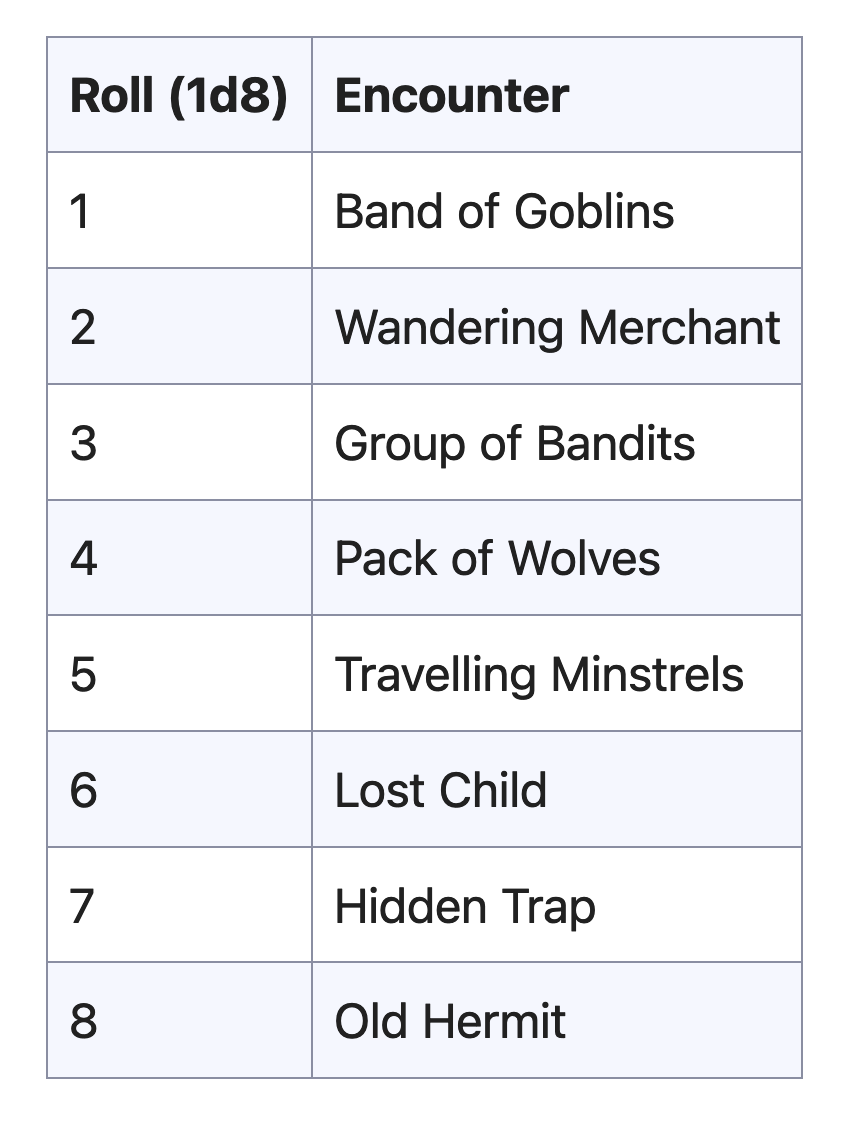 Roll (1d8) Encounter
1 Band of Goblins
2 Wandering Merchant
3 Group of Bandits
4 Pack of Wolves
5 Travelling Minstrels
6 Lost Child
7 Hidden Trap
8 Old Hermit